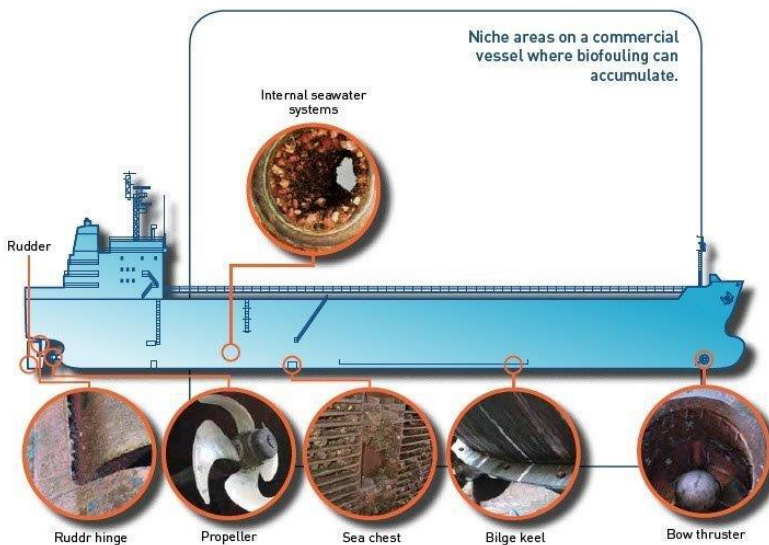 Niche areas on a commercial
vessel where biofouling can
accumulate.
Internal seawater
systems
Rudder
Ruddr hinge
Propeller
Sea chest
Bilge keel
Bow thruster